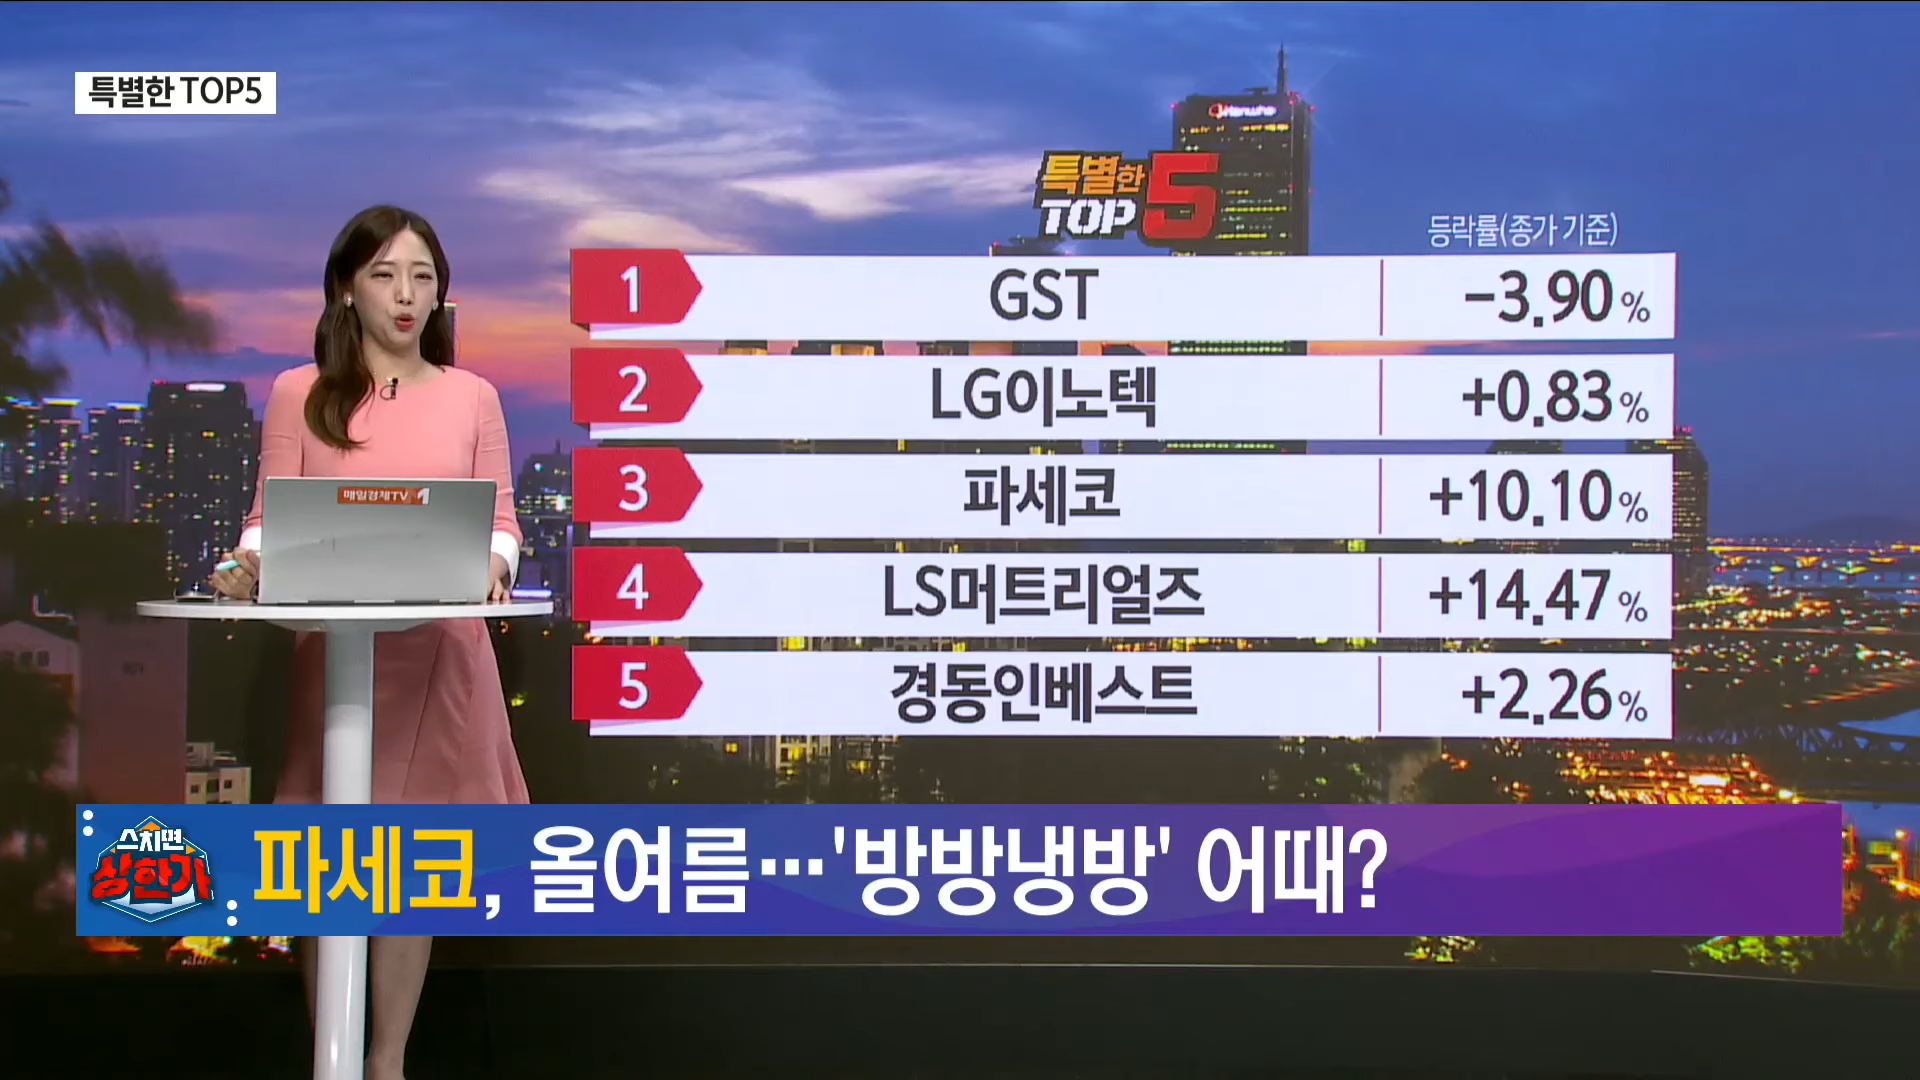 특별한 TOP5
Hanwha
특별한
TOP 5
등락률(종가 기준)
1 GST -3.90%
2 LG이노텍 +0.83%
3 파세코 +10.10%
4 LS머트리얼즈 +14.47%
5 경동인베스트 +2.26%
매일경제TV 1
스치면
상한가
파세코, 올여름…'방방냉방' 어때?